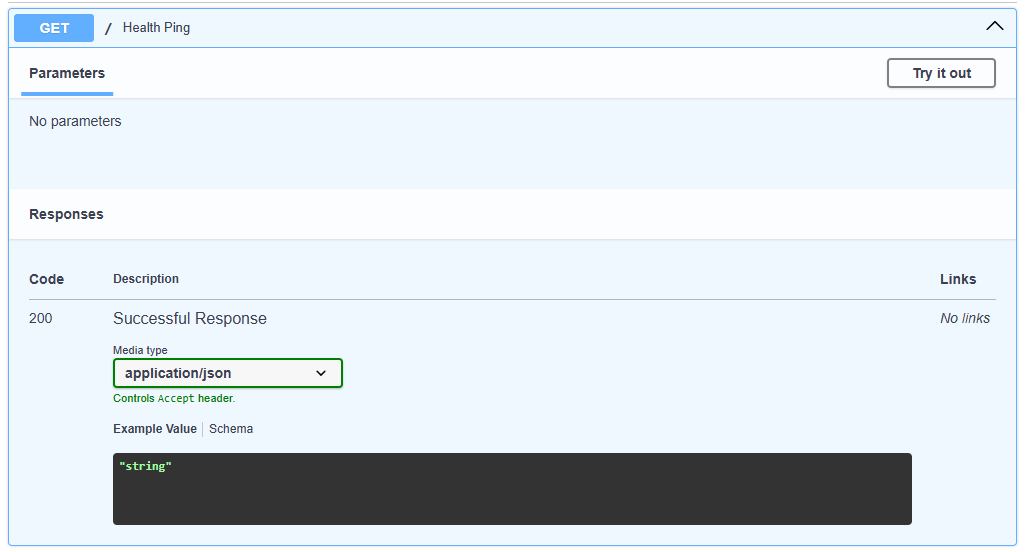 GET / Health Ping
Parameters Try it out
No parameters
Responses
Code Description Links
200 Successful Response No links
Media type
application/json
Controls Accept header.
Example Value Schema
"string"